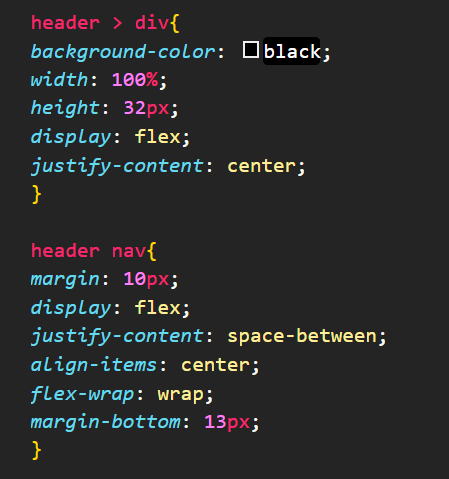 header > div{
background-color: black;
width: 100%;
height: 32px;
display: flex;
justify-content: center;
}
header nav{
margin: 10px;
display: flex;
justify-content: space-between;
align-items: center;
flex-wrap: wrap;
margin-bottom: 13px;
}